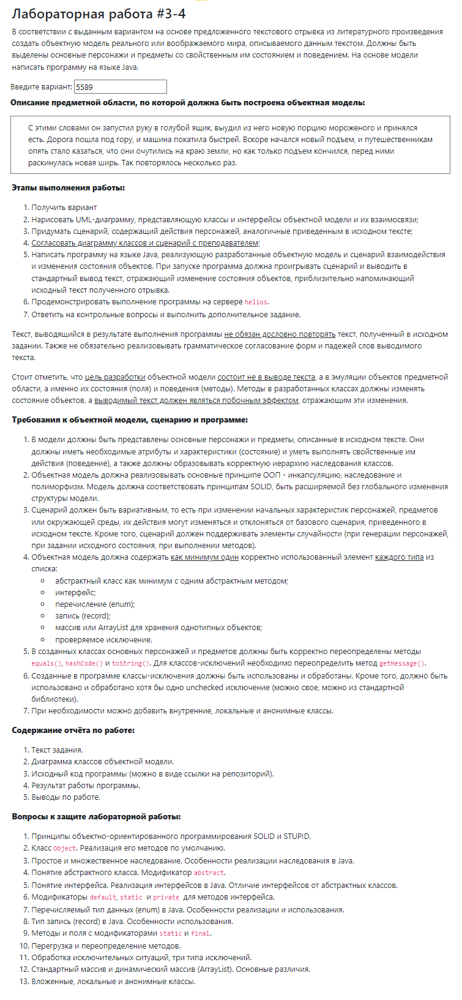 Лабораторная работа #3-4
В соответствии с выданным вариантом на основе предложенного текстового отрывка из литературного произведения
создать объектную модель реального или воображаемого мира, описываемого данным текстом. Должны быть
выделены основные персонажи и предметы со свойственным им состоянием и поведением. На основе модели
написать программу на языке Java.
Введите вариант: 5589
Описание предметной области, по которой должна быть построена объектная модель:
С этими словами он запустил руку в голубой ящик, выудил из него новую порцию мороженого и принялся
есть. Дорога пошла под гору, и машина покатила быстрей. Вскоре начался новый подъем, и путешественникам
опять стало казаться, что они очутились на краю земли, но как только подъем кончился, перед ними
раскинулась новая ширь. Так повторялось несколько раз.
Этапы выполнения работы:
1. Получить вариант
2. Нарисовать UML-диаграмму, представляющую классы и интерфейсы объектной модели и их взаимосвязи;
3. Придумать сценарий, содержащий действия персонажей, аналогичные приведенным в исходном тексте;
4. Согласовать диаграмму классов и сценарий с преподавателем;
5. Написать программу на языке Java, реализующую разработанные объектную модель и сценарий взаимодействия
и изменения состояния объектов. При запуске программа должна проигрывать сценарий и выводить в
стандартный вывод текст, отражающий изменение состояния объектов, приблизительно напоминающий
исходный текст полученного отрывка.
6. Продемонстрировать выполнение программы на сервере helios.
7. Ответить на контрольные вопросы и выполнить дополнительное задание.
Текст, выводящийся в результате выполнения программы не обязан дословно повторять текст, полученный в исходном
задании. Также не обязательно реализовывать грамматическое согласование форм и падежей слов выводимого
текста.
Стоит отметить, что цель разработки объектной модели состоит не в выводе текста, а в эмуляции объектов предметной
области, а именно их состояния (поля) и поведения (методы). Методы в разработанных классах должны изменять
состояние объектов, а выводимый текст должен являться побочным эффектом, отражающим эти изменения.
Требования к объектной модели, сценарию и программе:
1. В модели должны быть представлены основные персонажи и предметы, описанные в исходном тексте. Они
должны иметь необходимые атрибуты и характеристики (состояние) и уметь выполнять свойственные им
действия (поведение), а также должны образовывать корректную иерархию наследования классов.
2. Объектная модель должна реализовывать основные принципе ООП - инкапсуляцию, наследование и
полиморфизм. Модель должна соответствовать принципам SOLID, быть расширяемой без глобального изменения
структуры модели.
3. Сценарий должен быть вариативным, то есть при изменении начальных характеристик персонажей, предметов
или окружающей среды, их действия могут изменяться и отклоняться от базового сценария, приведенного в
исходном тексте. Кроме того, сценарий должен поддерживать элементы случайности (при генерации персонажей,
при задании исходного состояния, при выполнении методов).
4. Объектная модель должна содержать как минимум один корректно использованный элемент каждого типа из
списка:
◦ абстрактный класс как минимум с одним абстрактным методом;
◦ интерфейс;
◦ перечисление (enum);
◦ запись (record);
◦ массив или ArrayList для хранения однотипных объектов;
◦ проверяемое исключение.
5. В созданных классах основных персонажей и предметов должны быть корректно переопределены методы
equals(), hashCode() и toString(). Для классов-исключений необходимо переопределить метод getMessage().
6. Созданные в программе классы-исключения должны быть использованы и обработаны. Кроме того, должно быть
использовано и обработано хотя бы одно unchecked исключение (можно свое, можно из стандартной
библиотеки).
7. При необходимости можно добавить внутренние, локальные и анонимные классы.
Содержание отчёта по работе:
1. Текст задания.
2. Диаграмма классов объектной модели.
3. Исходный код программы (можно в виде ссылки на репозиторий).
4. Результат работы программы.
5. Выводы по работе.
Вопросы к защите лабораторной работы:
1. Принципы объектно-ориентированного программирования SOLID и STUPID.
2. Класс Object. Реализация его методов по умолчанию.
3. Простое и множественное наследование. Особенности реализации наследования в Java.
4. Понятие абстрактного класса. Модификатор abstract.
5. Понятие интерфейса. Реализация интерфейсов в Java. Отличие интерфейсов от абстрактных классов.
6. Модификаторы default, static и private для методов интерфейса.
7. Перечисляемый тип данных (enum) в Java. Особенности реализации и использования.
8. Тип запись (record) в Java. Особенности использования.
9. Методы и поля с модификаторами static и final.
10. Перегрузка и переопределение методов.
11. Обработка исключительных ситуаций, три типа исключений.
12. Стандартный массив и динамический массив (ArrayList). Основные различия.
13. Вложенные, локальные и анонимные классы.